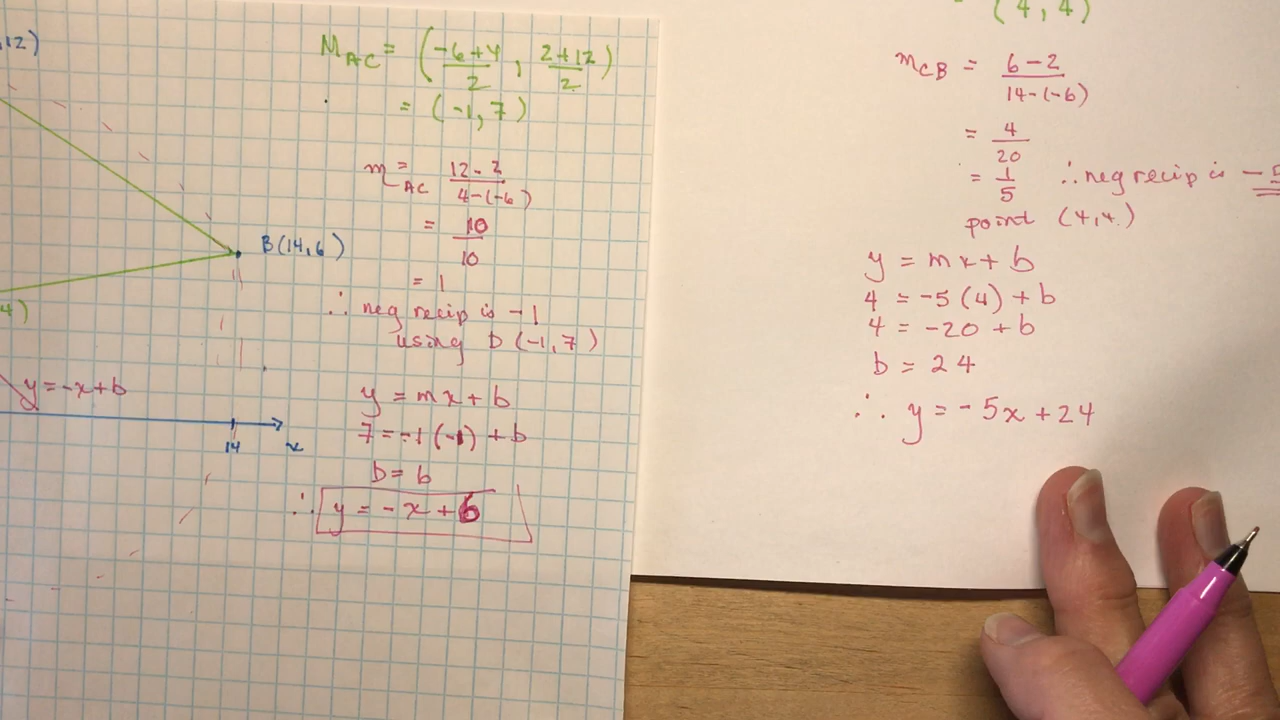 ,12)
B(14,6)
4)
y=-x+b
14
x
M_AC = (-6+4/2, 2+12/2)
= (-1,7)
m_AC = 12-2/4-(-6)
= 10/10
= 1
∴ neg recip is -1
using D(-1,7)
y = mx+b
7=-1(-1)+b
b=6
∴ y=-x+6
(4,4)
m_CB = 6-2/14-(-6)
= 4/20
= 1/5 ∴neg recip is -5
point (4,4)
y = mx+b
4 = -5(4)+b
4 = -20 +b
b = 24
∴ y=-5x+24